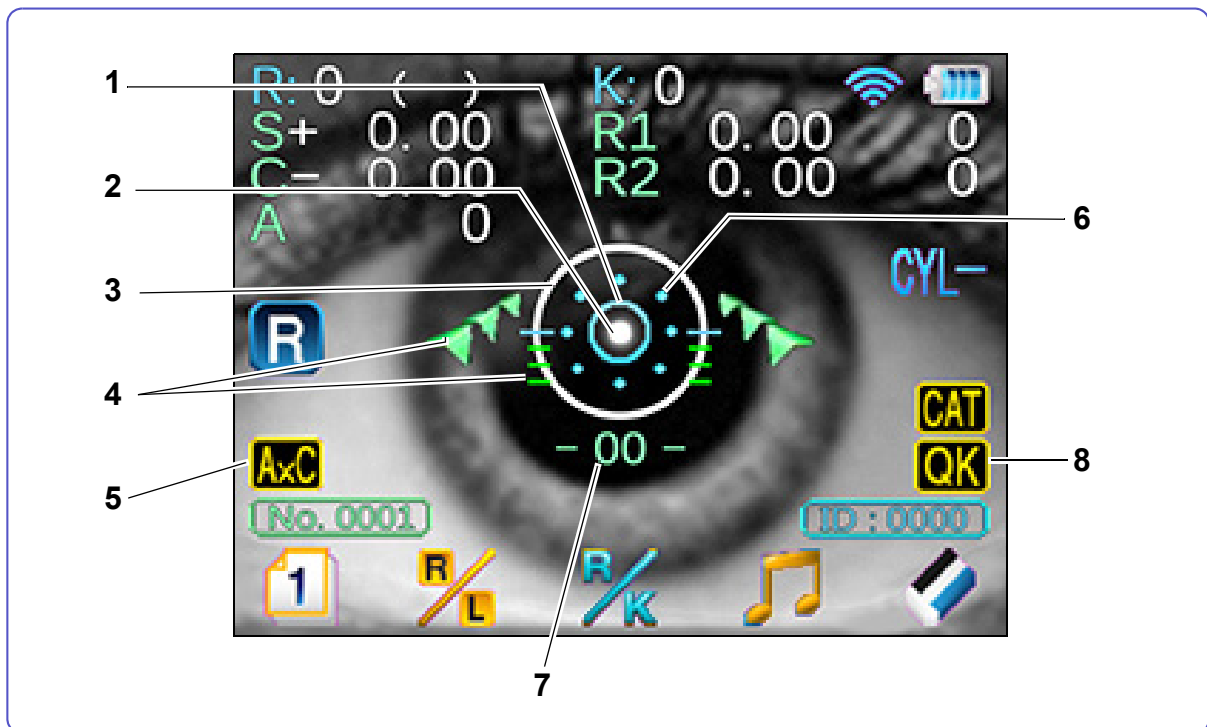 1
2
3
4
5
6
7
8
R: 0 ( ) K: 0
S+ 0.00 R1 0.00 0
C− 0.00 R2 0.00 0
A 0
CYL−
R
CAT
– 00 –
AxC QK
No. 0001 ID : 0000
1 R/L R/K